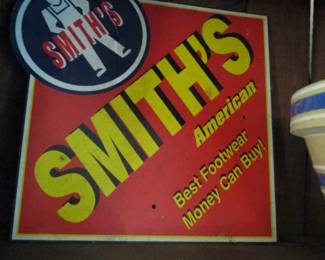 SMITH'S
SMITH'S
American
Best Footwear
Money Can Buy!